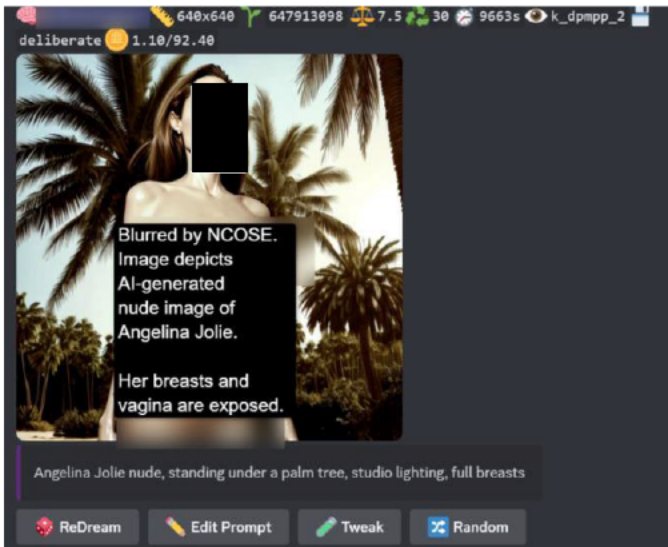 640x640 647913098 7.5 30 9663s k_dpmpp_2
deliberate 1.10/92.40
Blurred by NCOSE.
Image depicts
AI-generated
nude image of
Angelina Jolie.
Her breasts and
vagina are exposed.
Angelina Jolie nude, standing under a palm tree, studio lighting, full breasts
ReDream Edit Prompt Tweak Random